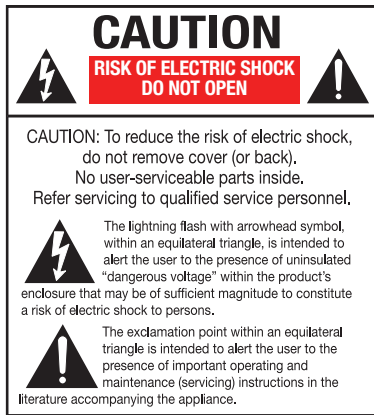 CAUTION
RISK OF ELECTRIC SHOCK
DO NOT OPEN
CAUTION: To reduce the risk of electric shock,
do not remove cover (or back).
No user-serviceable parts inside.
Refer servicing to qualified service personnel.
The lightning flash with arrowhead symbol,
within an equilateral triangle, is intended to
alert the user to the presence of uninsulated
“dangerous voltage” within the product’s
enclosure that may be of sufficient magnitude to constitute
a risk of electric shock to persons.
The exclamation point within an equilateral
triangle is intended to alert the user to the
presence of important operating and
maintenance (servicing) instructions in the
literature accompanying the appliance.